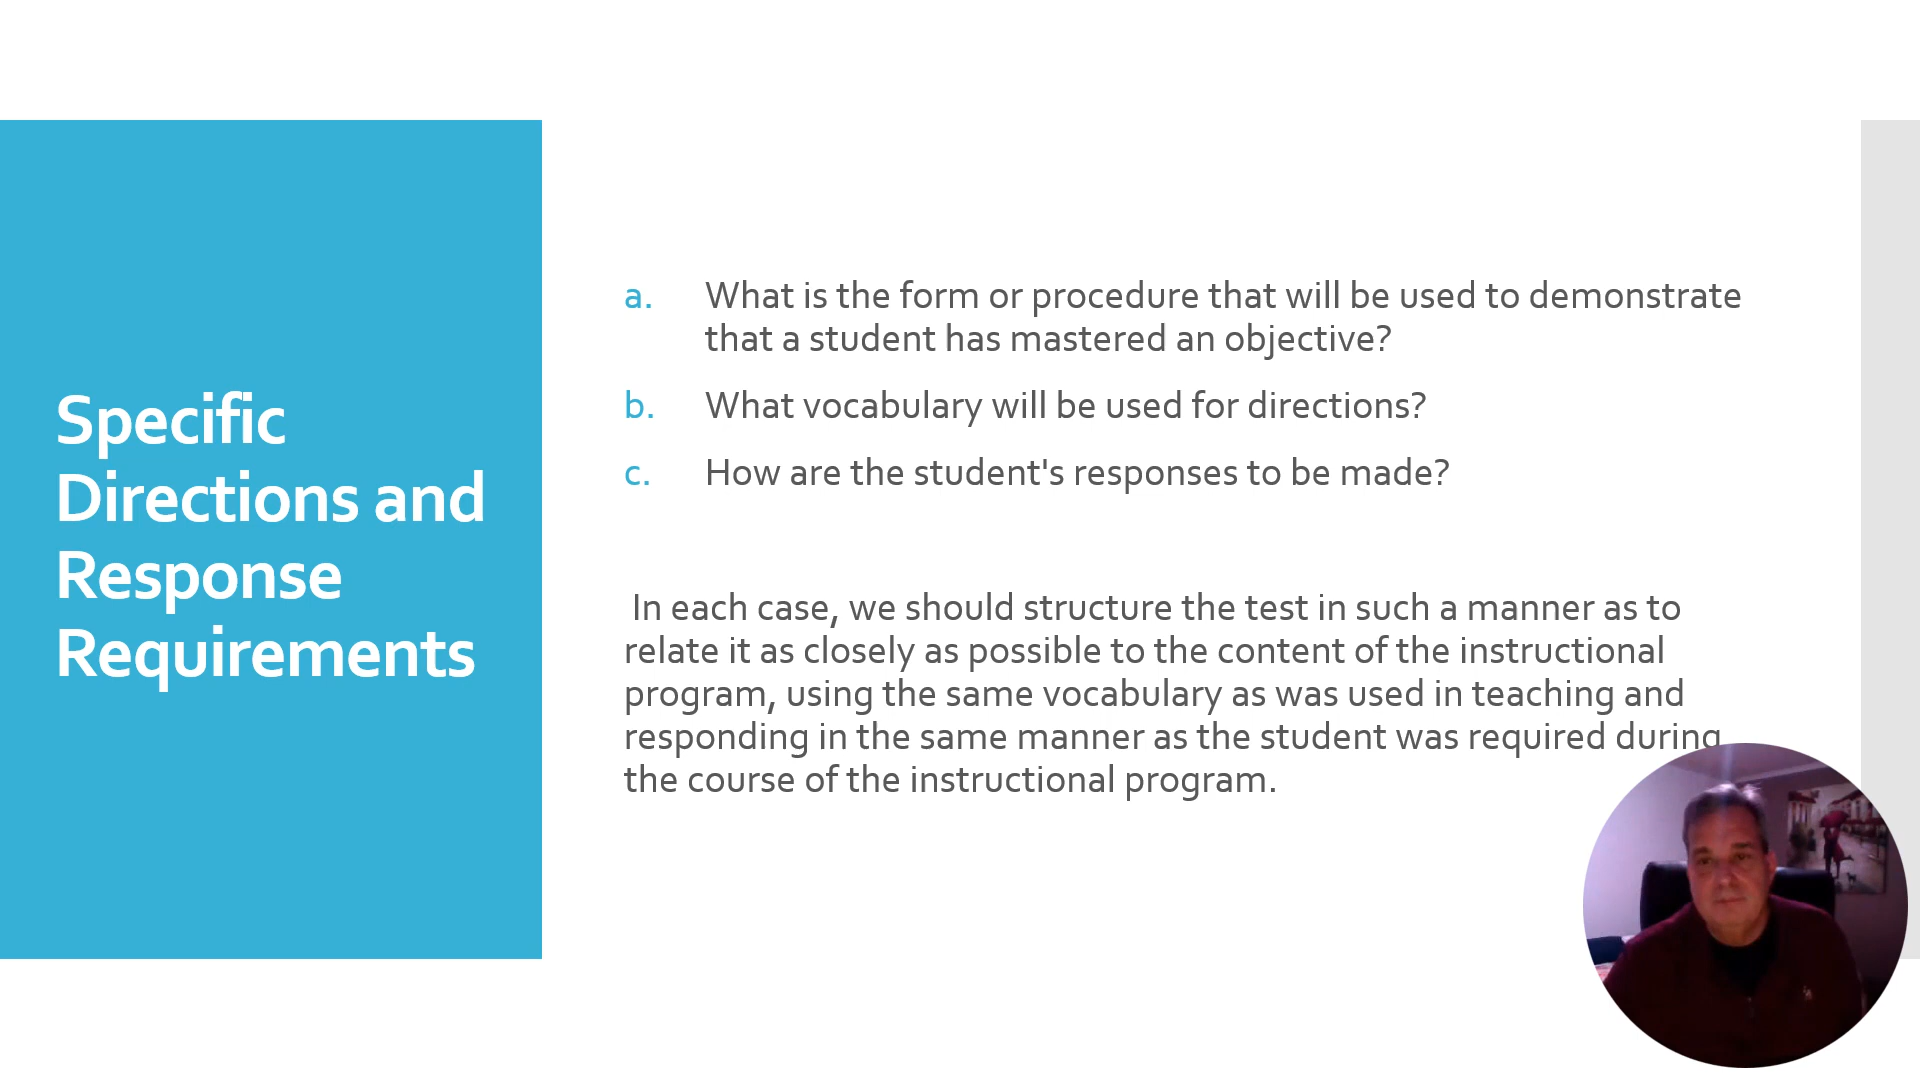 Specific
Directions and
Response
Requirements
a. What is the form or procedure that will be used to demonstrate
that a student has mastered an objective?
b. What vocabulary will be used for directions?
c. How are the student's responses to be made?
In each case, we should structure the test in such a manner as to
relate it as closely as possible to the content of the instructional
program, using the same vocabulary as was used in teaching and
responding in the same manner as the student was required during
the course of the instructional program.